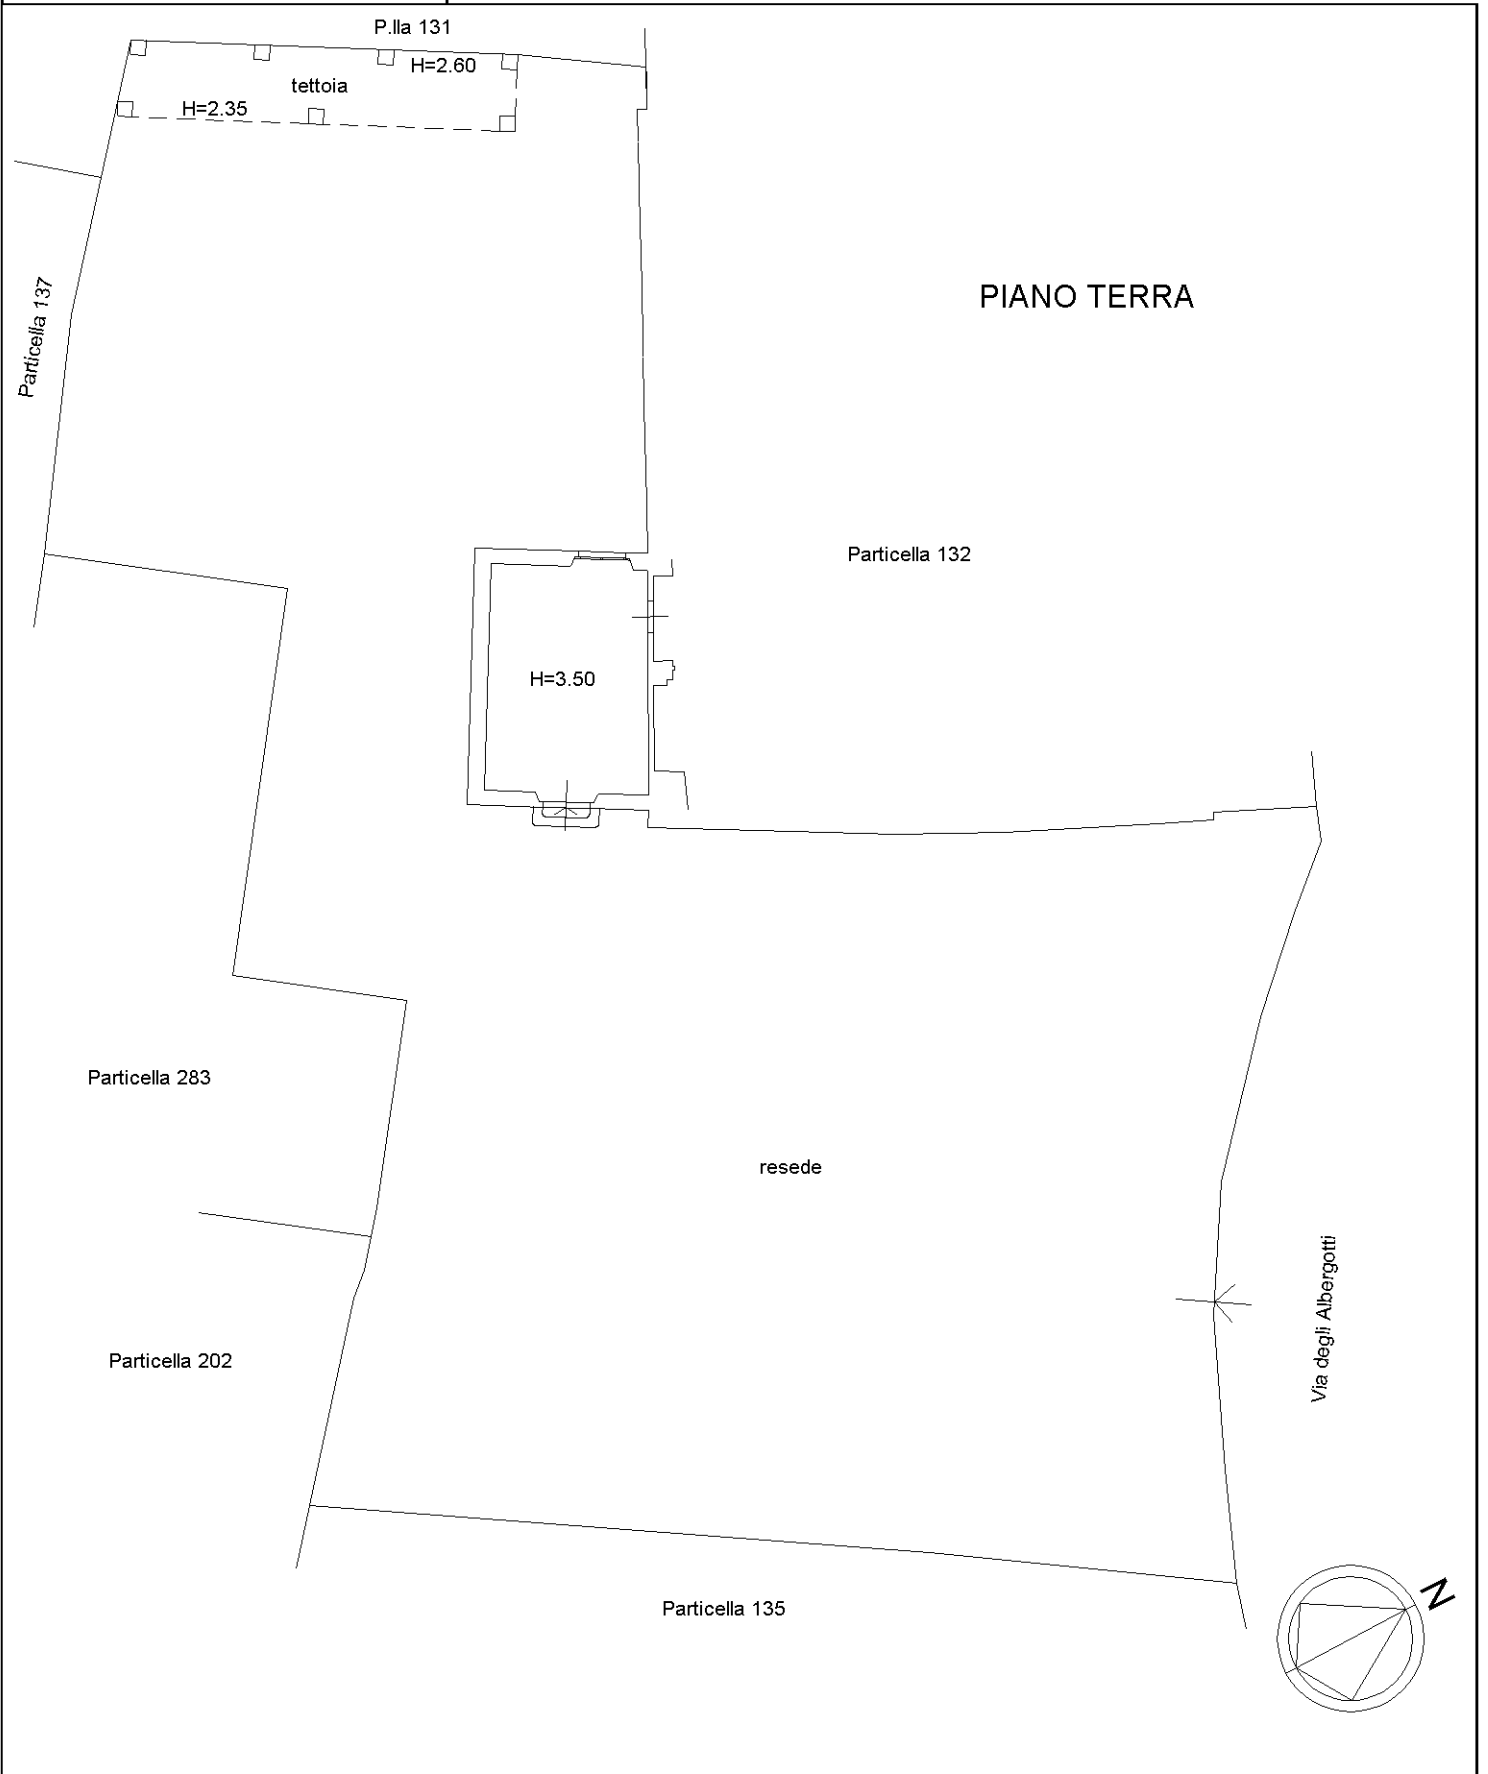 P.lla 131
H=2.60
tettoia
H=2.35
Particella 137
PIANO TERRA
Particella 132
H=3.50
Particella 283
resede
Via degli Albergotti
Particella 202
Particella 135
N